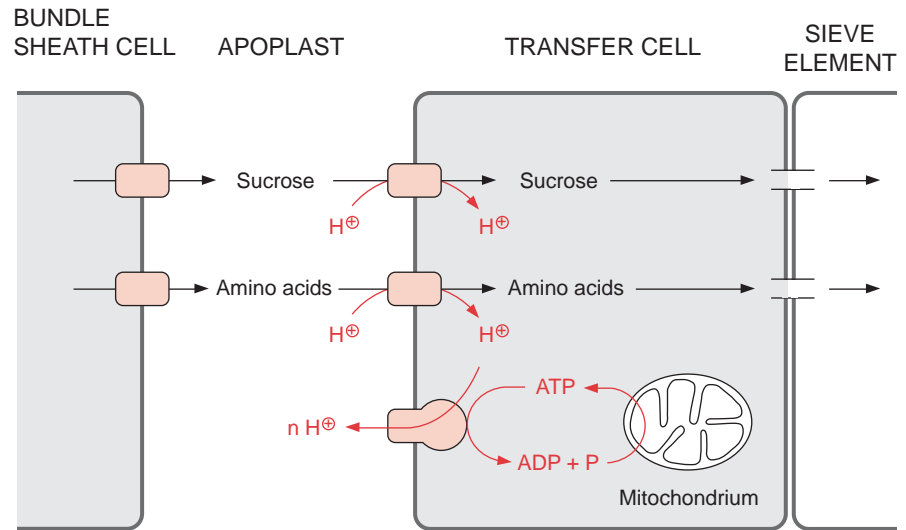 BUNDLE
SHEATH CELL
APOPLAST
TRANSFER CELL
SIEVE
ELEMENT
Sucrose
Sucrose
H⊕
H⊕
Amino acids
Amino acids
H⊕
H⊕
ATP
n H⊕
ADP + P
Mitochondrium